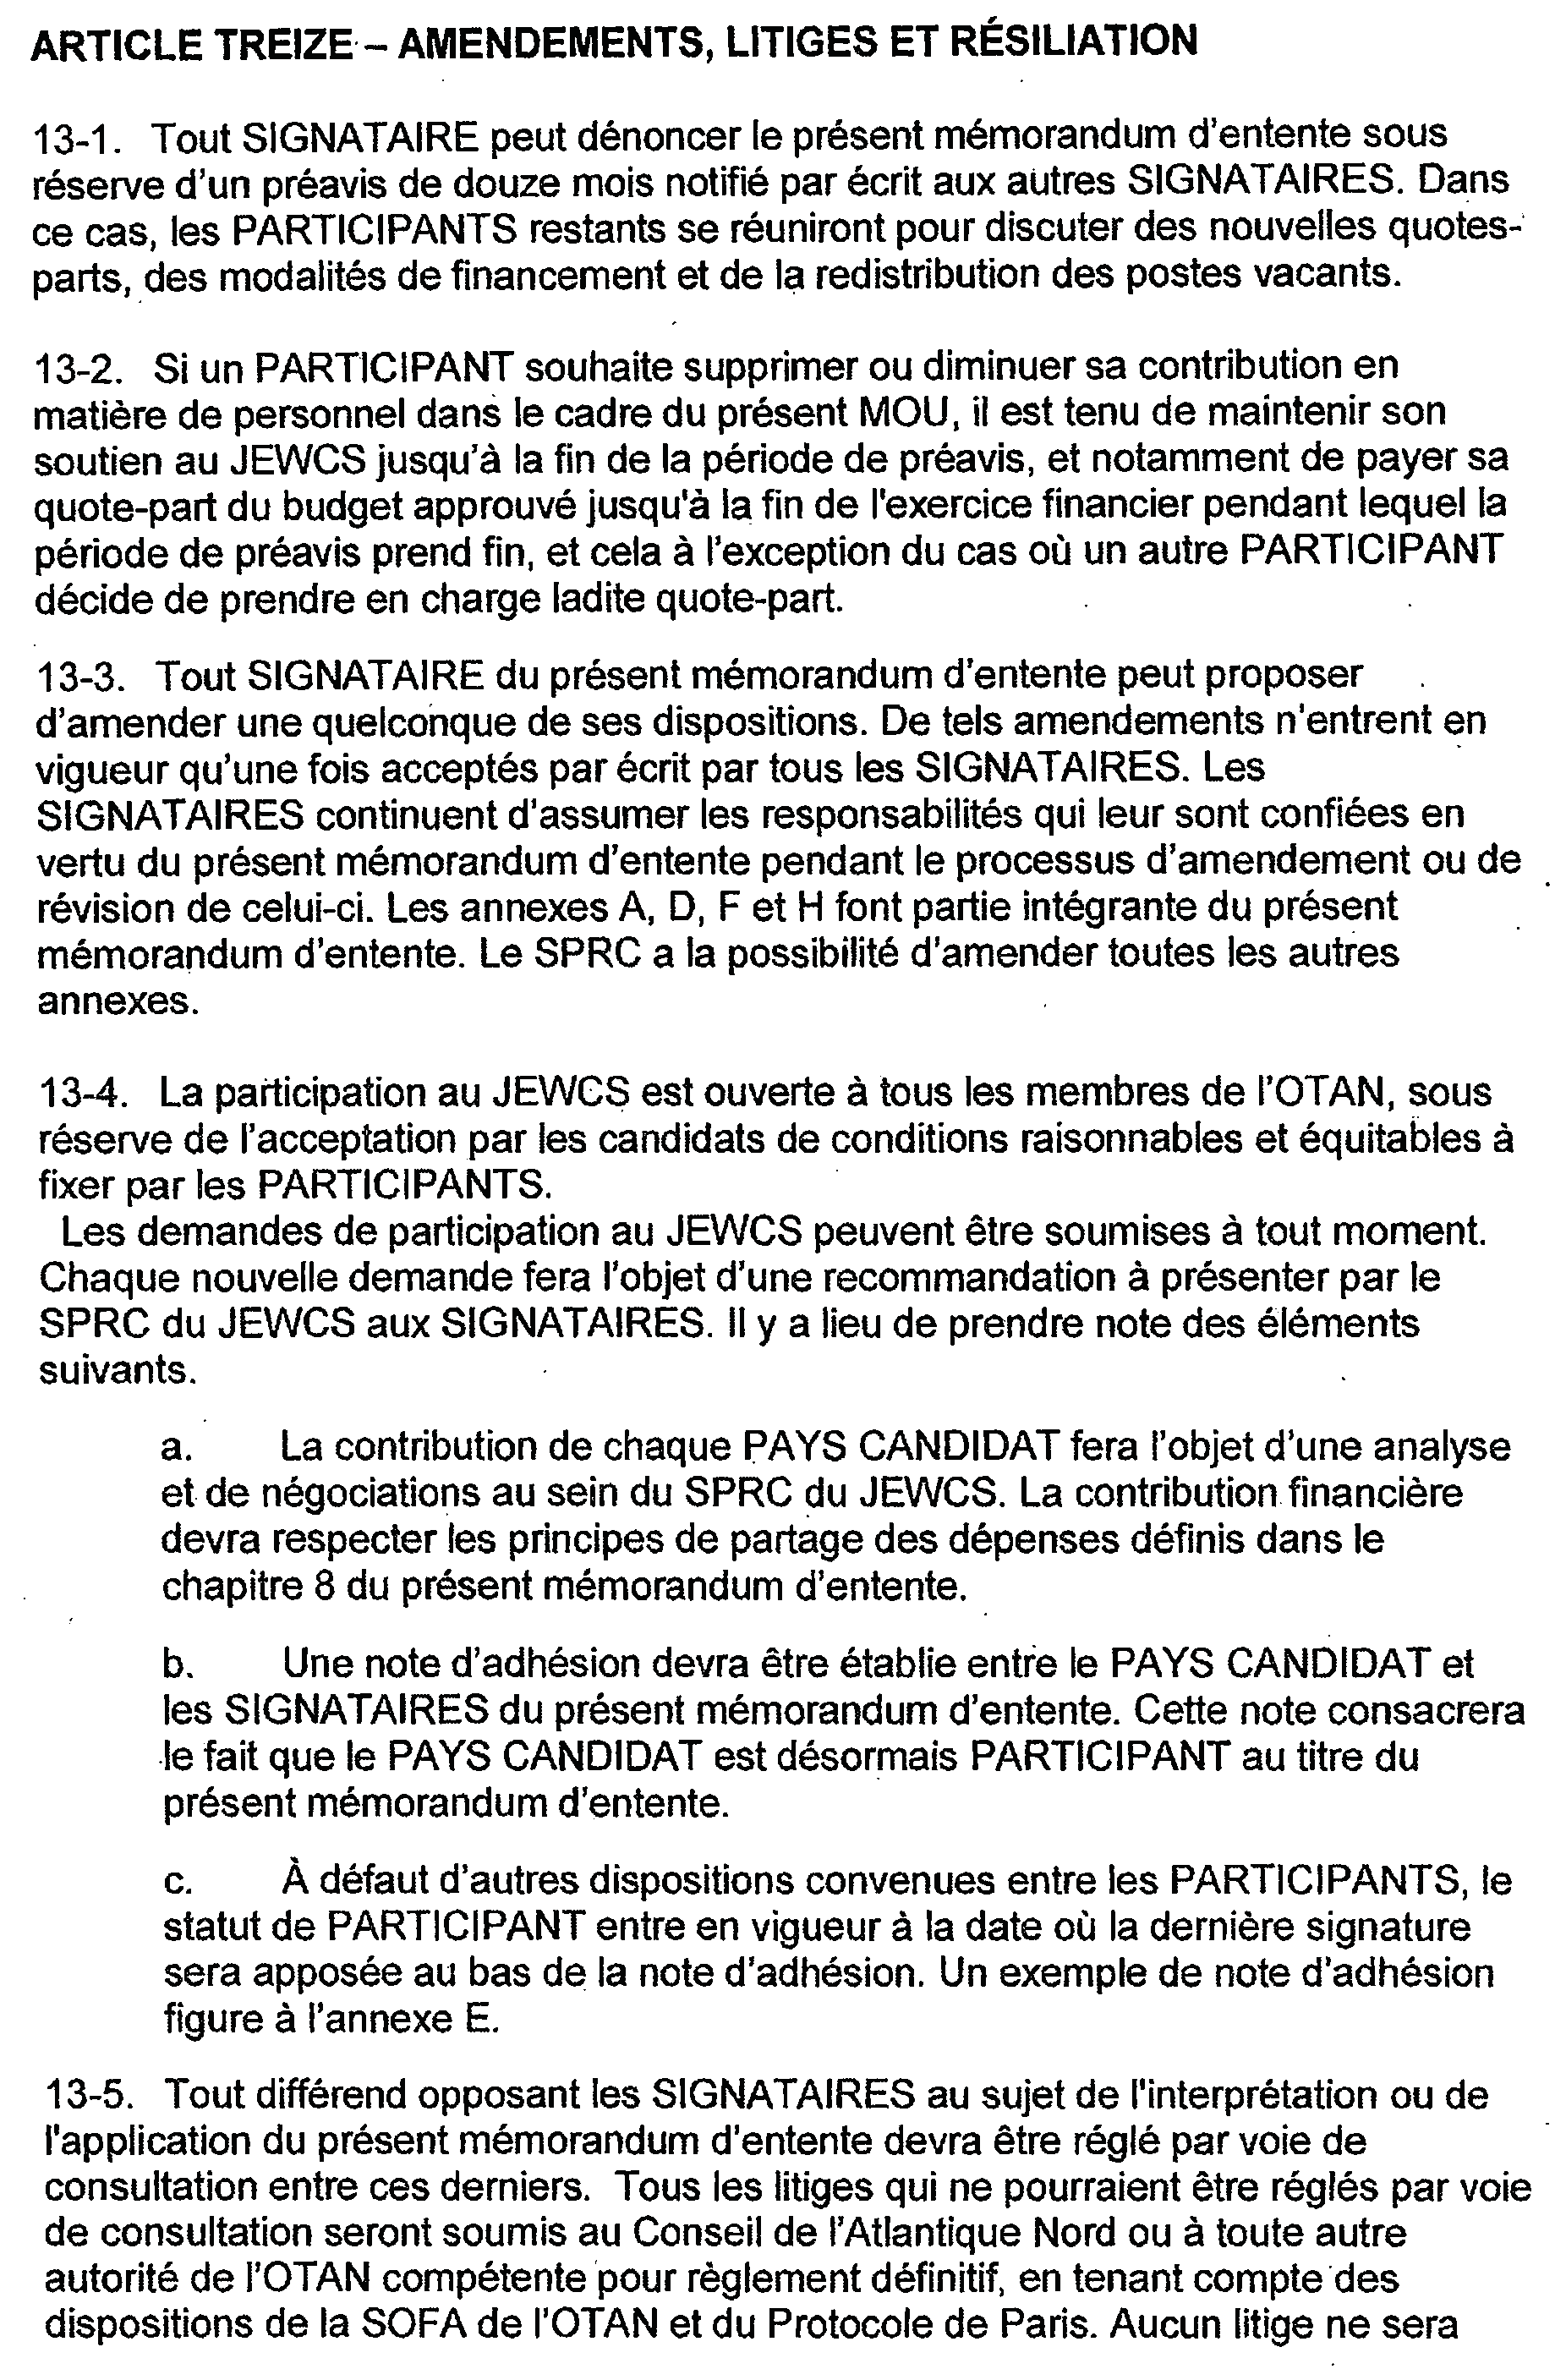 ARTICLE TREIZE – AMENDEMENTS, LITIGES ET RÉSILIATION
13-1. Tout SIGNATAIRE peut dénoncer le présent mémorandum d'entente sous
réserve d'un préavis de douze mois notifié par écrit aux autres SIGNATAIRES. Dans
ce cas, les PARTICIPANTS restants se réuniront pour discuter des nouvelles quotes-
parts, des modalités de financement et de la redistribution des postes vacants.
13-2. Si un PARTICIPANT souhaite supprimer ou diminuer sa contribution en
matière de personnel dans le cadre du présent MOU, il est tenu de maintenir son
soutien au JEWCS jusqu'à la fin de la période de préavis, et notamment de payer sa
quote-part du budget approuvé jusqu'à la fin de l'exercice financier pendant lequel la
période de préavis prend fin, et cela à l'exception du cas où un autre PARTICIPANT
décide de prendre en charge ladite quote-part.
13-3. Tout SIGNATAIRE du présent mémorandum d'entente peut proposer
d'amender une quelconque de ses dispositions. De tels amendements n'entrent en
vigueur qu'une fois acceptés par écrit par tous les SIGNATAIRES. Les
SIGNATAIRES continuent d'assumer les responsabilités qui leur sont confiées en
vertu du présent mémorandum d'entente pendant le processus d'amendement ou de
révision de celui-ci. Les annexes A, D, F et H font partie intégrante du présent
mémorandum d'entente. Le SPRC a la possibilité d'amender toutes les autres
annexes.
13-4. La participation au JEWCS est ouverte à tous les membres de l'OTAN, sous
réserve de l'acceptation par les candidats de conditions raisonnables et équitables à
fixer par les PARTICIPANTS.
Les demandes de participation au JEWCS peuvent être soumises à tout moment.
Chaque nouvelle demande fera l'objet d'une recommandation à présenter par le
SPRC du JEWCS aux SIGNATAIRES. Il y a lieu de prendre note des éléments
suivants.
a. La contribution de chaque PAYS CANDIDAT fera l'objet d'une analyse
et de négociations au sein du SPRC du JEWCS. La contribution financière
devra respecter les principes de partage des dépenses définis dans le
chapitre 8 du présent mémorandum d'entente.
b. Une note d'adhésion devra être établie entre le PAYS CANDIDAT et
les SIGNATAIRES du présent mémorandum d'entente. Cette note consacrera
le fait que le PAYS CANDIDAT est désormais PARTICIPANT au titre du
présent mémorandum d'entente.
c. À défaut d'autres dispositions convenues entre les PARTICIPANTS, le
statut de PARTICIPANT entre en vigueur à la date où la dernière signature
sera apposée au bas de la note d'adhésion. Un exemple de note d'adhésion
figure à l'annexe E.
13-5. Tout différend opposant les SIGNATAIRES au sujet de l'interprétation ou de
l'application du présent mémorandum d'entente devra être réglé par voie de
consultation entre ces derniers. Tous les litiges qui ne pourraient être réglés par voie
de consultation seront soumis au Conseil de l'Atlantique Nord ou à toute autre
autorité de l'OTAN compétente pour règlement définitif, en tenant compte des
dispositions de la SOFA de l'OTAN et du Protocole de Paris. Aucun litige ne sera